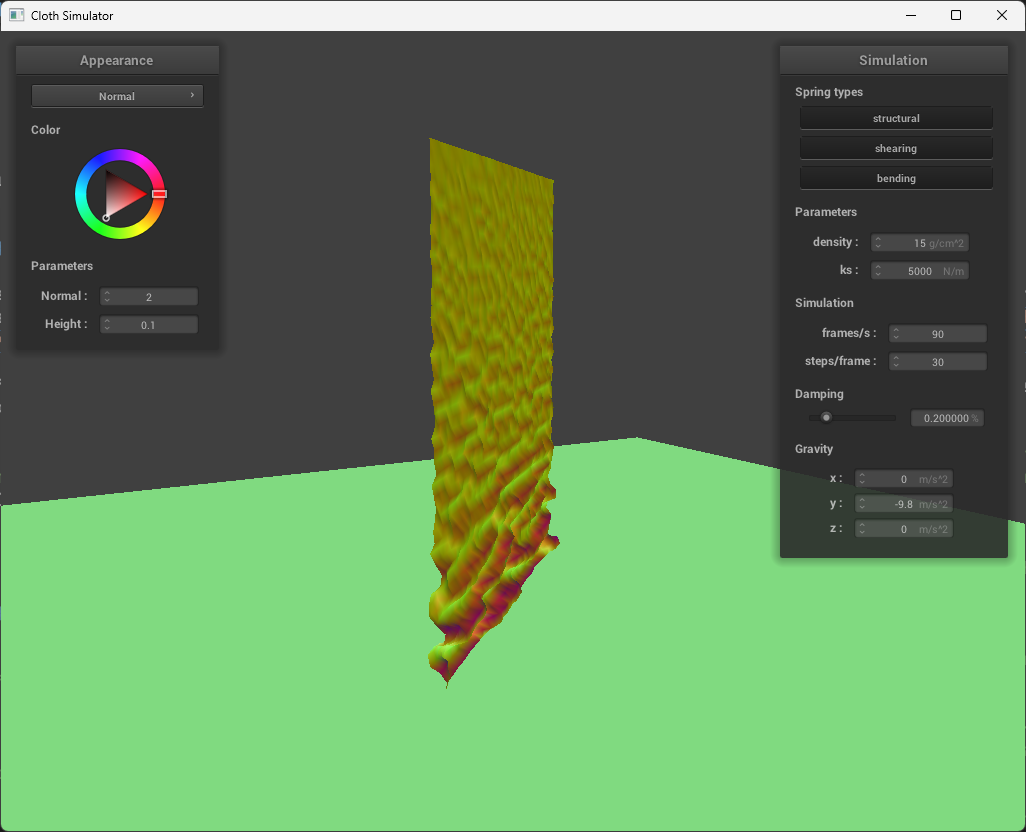 Cloth Simulator
Appearance
Normal
Color
Parameters
Normal : 2
Height : 0.1
Simulation
Spring types
structural
shearing
bending
Parameters
density : 15 g/cm^2
ks : 5000 N/m
Simulation
frames/s : 90
steps/frame : 30
Damping
0.200000 %
Gravity
x : 0 m/s^2
y : -9.8 m/s^2
z : 0 m/s^2